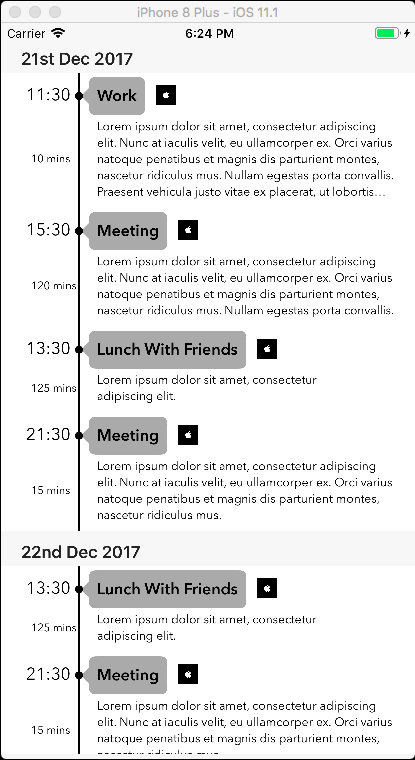 iPhone 8 Plus - iOS 11.1
Carrier 6:24 PM
21st Dec 2017
11:30 Work
Lorem ipsum dolor sit amet, consectetur adipiscing
elit. Nunc at iaculis velit, eu ullamcorper ex. Orci varius
10 mins natoque penatibus et magnis dis parturient montes,
nascetur ridiculus mus. Nullam egestas porta convallis.
Praesent vehicula justo vitae ex placerat, ut lobortis...
15:30 Meeting
Lorem ipsum dolor sit amet, consectetur adipiscing
elit. Nunc at iaculis velit, eu ullamcorper ex. Orci varius
120 mins natoque penatibus et magnis dis parturient montes,
nascetur ridiculus mus. Nullam egestas porta convallis.
13:30 Lunch With Friends
Lorem ipsum dolor sit amet, consectetur
125 mins adipiscing elit.
21:30 Meeting
Lorem ipsum dolor sit amet, consectetur adipiscing
elit. Nunc at iaculis velit, eu ullamcorper ex. Orci varius
15 mins natoque penatibus et magnis dis parturient montes,
nascetur ridiculus mus.
22nd Dec 2017
13:30 Lunch With Friends
Lorem ipsum dolor sit amet, consectetur
125 mins adipiscing elit.
21:30 Meeting
Lorem ipsum dolor sit amet, consectetur adipiscing
elit. Nunc at iaculis velit, eu ullamcorper ex. Orci varius
15 mins natoque penatibus et magnis dis parturient montes,